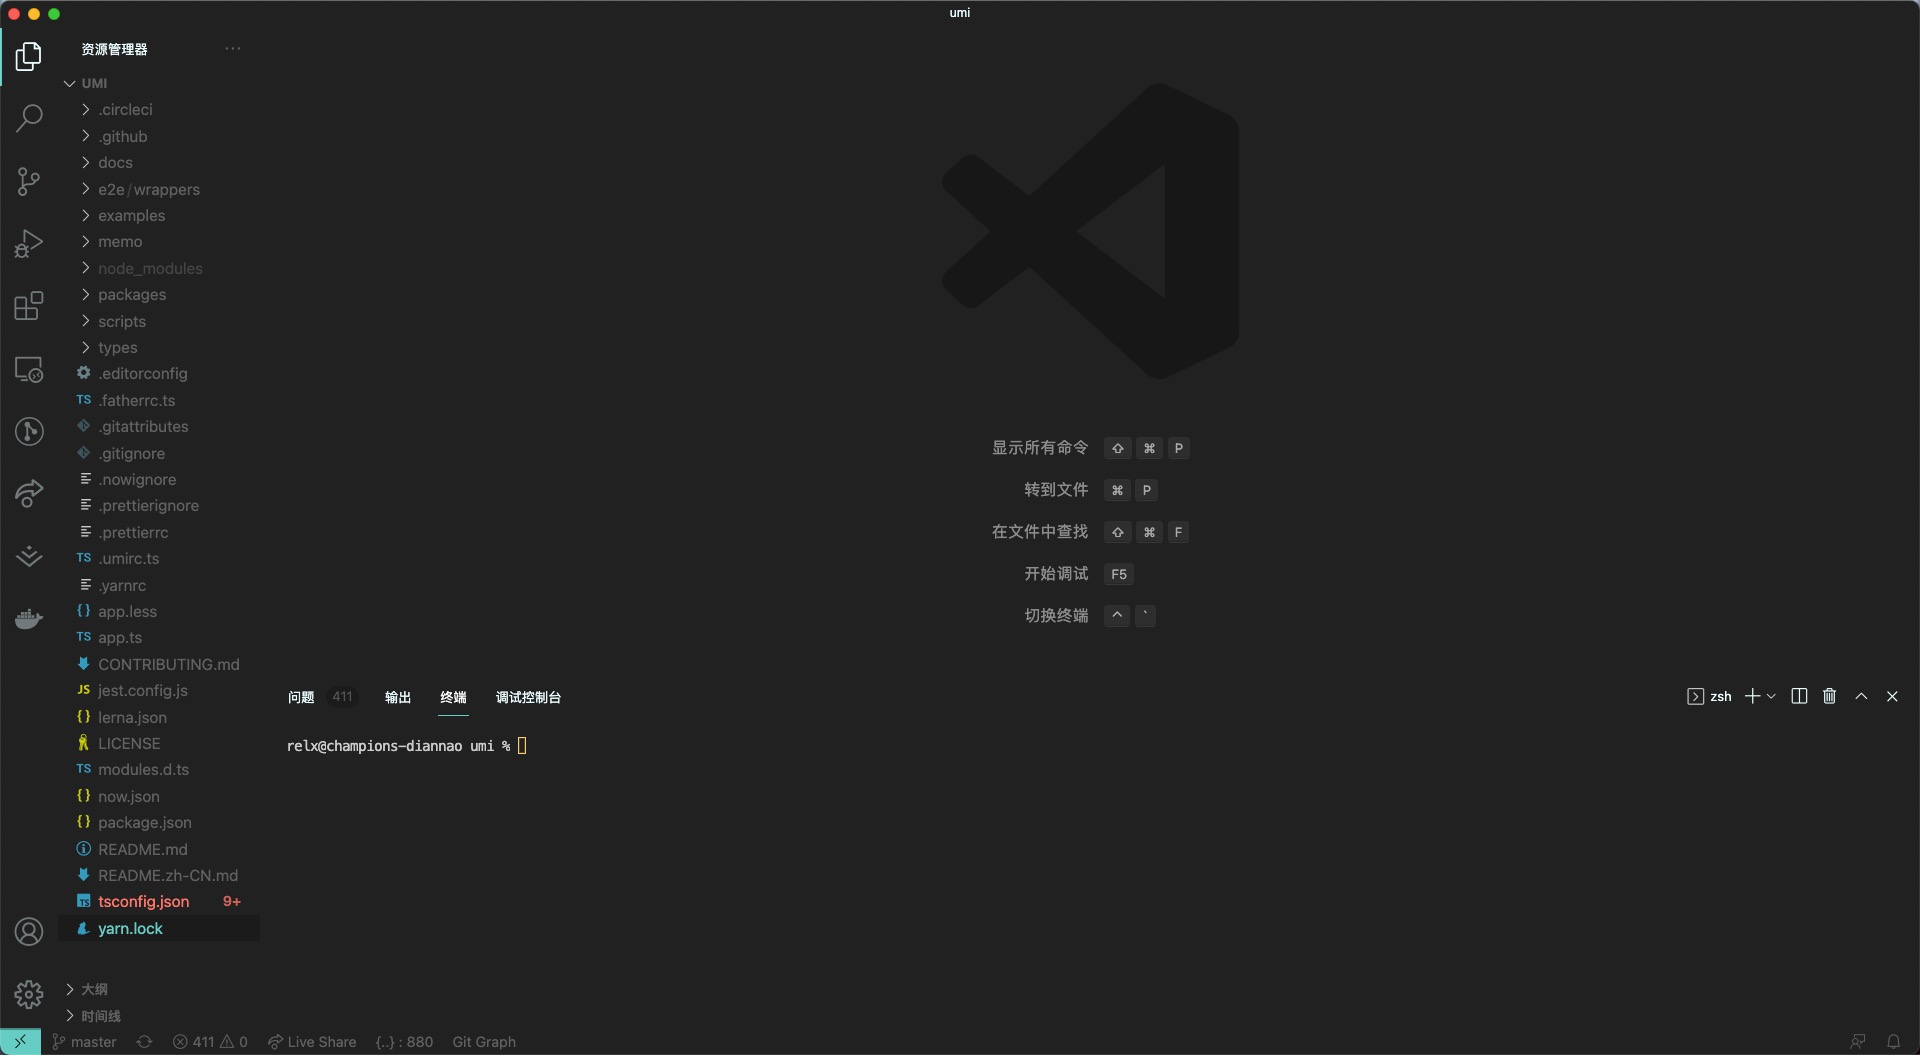 umi
资源管理器
UMI
.circleci
.github
docs
e2e/wrappers
examples
memo
node_modules
packages
scripts
types
.editorconfig
TS .fatherrc.ts
.gitattributes
.gitignore
.nowignore
.prettierignore
.prettierrc
TS .umirc.ts
.yarnrc
{} app.less
TS app.ts
CONTRIBUTING.md
JS jest.config.js
{} lerna.json
LICENSE
TS modules.d.ts
{} now.json
{} package.json
README.md
README.zh-CN.md
TS tsconfig.json 9+
yarn.lock
大纲
时间线
显示所有命令 ⇧ ⌘ P
转到文件 ⌘ P
在文件中查找 ⇧ ⌘ F
开始调试 F5
切换终端 ^ `
问题 411 输出 终端 调试控制台
zsh
relx@champions-diannao umi %
master 411 0 Live Share {..} : 880 Git Graph